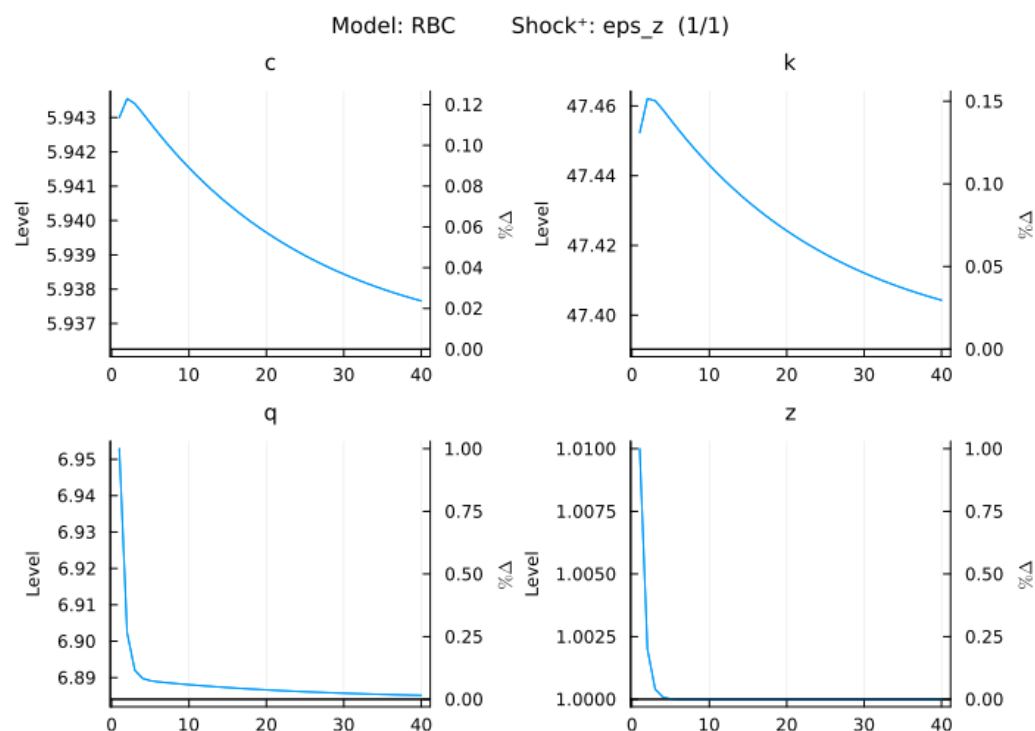 Model: RBC Shock⁺: eps_z (1/1)
c
Level
5.943
5.942
5.941
5.940
5.939
5.938
5.937
0.12
0.10
0.08
0.06
0.04
0.02
0.00
%Δ
0 10 20 30 40
k
Level
47.46
47.44
47.42
47.40
0.15
0.10
0.05
0.00
%Δ
0 10 20 30 40
q
Level
6.95
6.94
6.93
6.92
6.91
6.90
6.89
1.00
0.75
0.50
0.25
0.00
%Δ
0 10 20 30 40
z
Level
1.0100
1.0075
1.0050
1.0025
1.0000
1.00
0.75
0.50
0.25
0.00
%Δ
0 10 20 30 40